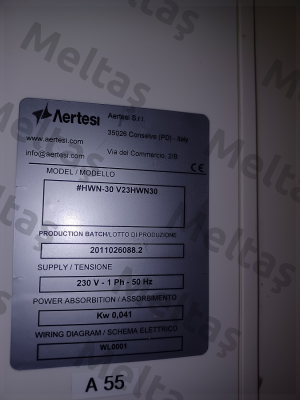 Aertesi
Aertesi S.r.l.
35026 Conselve (PD) - Italy
www.aertesi.com
info@aertesi.com
Via del Commercio, 2/B
CE
MODEL / MODELLO
#HWN-30 V23HWN30
PRODUCTION BATCH/LOTTO DI PRODUZIONE
2011026088.2
SUPPLY / TENSIONE
230 V - 1 Ph - 50 Hz
POWER ABSORBTION / ASSORBIMENTO
Kw 0,041
WIRING DIAGRAM / SCHEMA ELETTRICO
WL0001
A 55
Meltaş